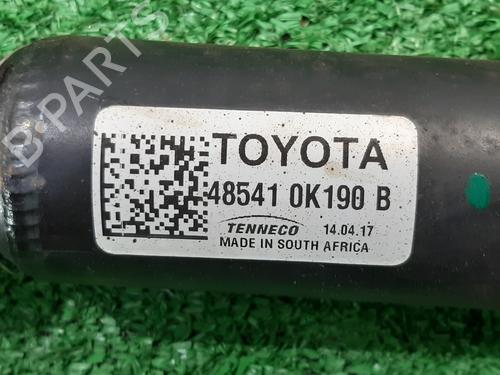 B-PARTS
TOYOTA
48541 0K190 B
TENNECO 14.04.17
MADE IN SOUTH AFRICA